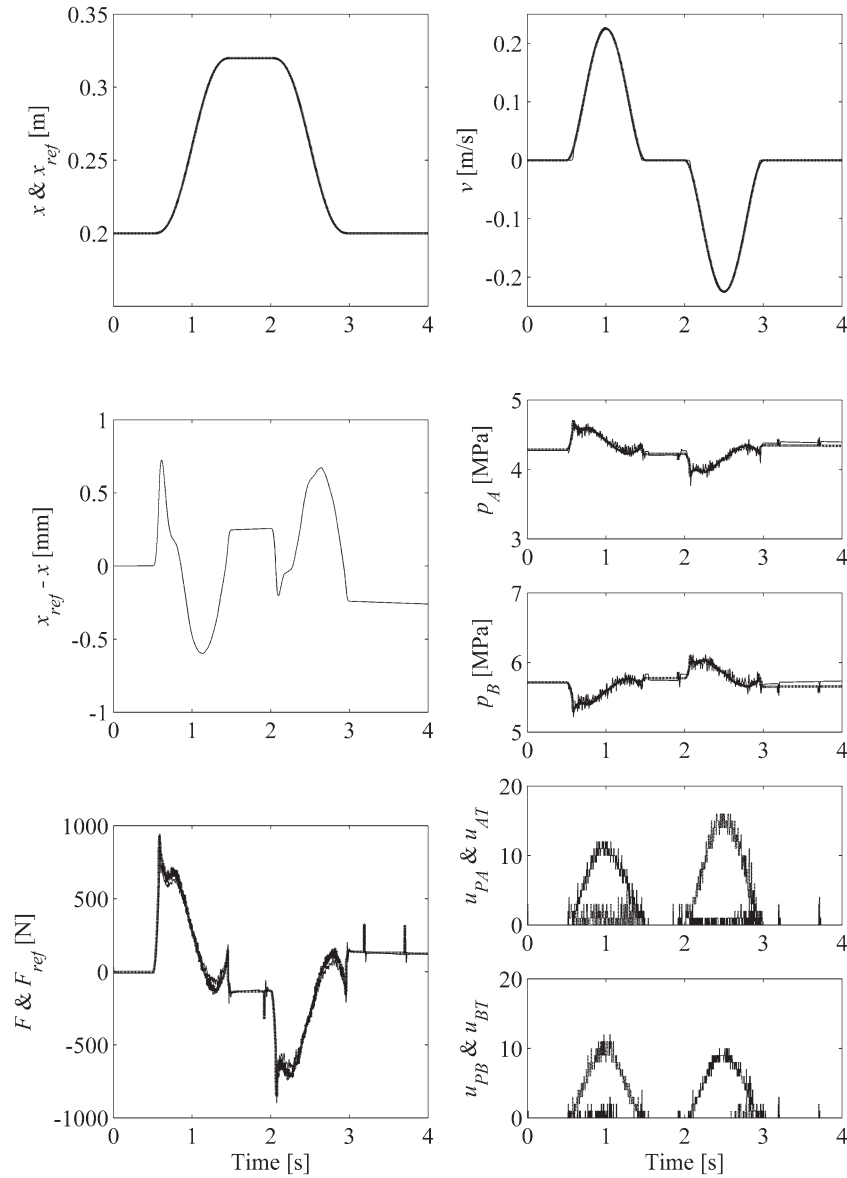 0.35
0.3
0.25
0.2
x & x_ref [m]
0 1 2 3 4
0.2
0.1
0
-0.1
-0.2
v [m/s]
0 1 2 3 4
1
0.5
0
-0.5
-1
x_ref - x [mm]
0 1 2 3 4
5
4
3
p_A [MPa]
0 1 2 3 4
7
6
5
p_B [MPa]
0 1 2 3 4
1000
500
0
-500
-1000
F & F_ref [N]
0 1 2 3 4
Time [s]
20
10
0
u_PA & u_AT
0 1 2 3 4
20
10
0
u_PB & u_BT
0 1 2 3 4
Time [s]